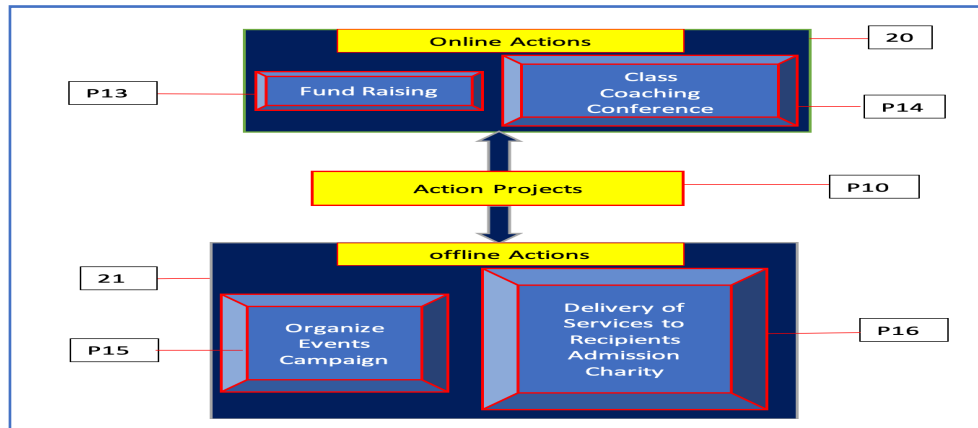 Online Actions
20
P13
Fund Raising
Class
Coaching
Conference
P14
Action Projects
P10
offline Actions
21
P15
Organize
Events
Campaign
Delivery of
Services to
Recipients
Admission
Charity
P16